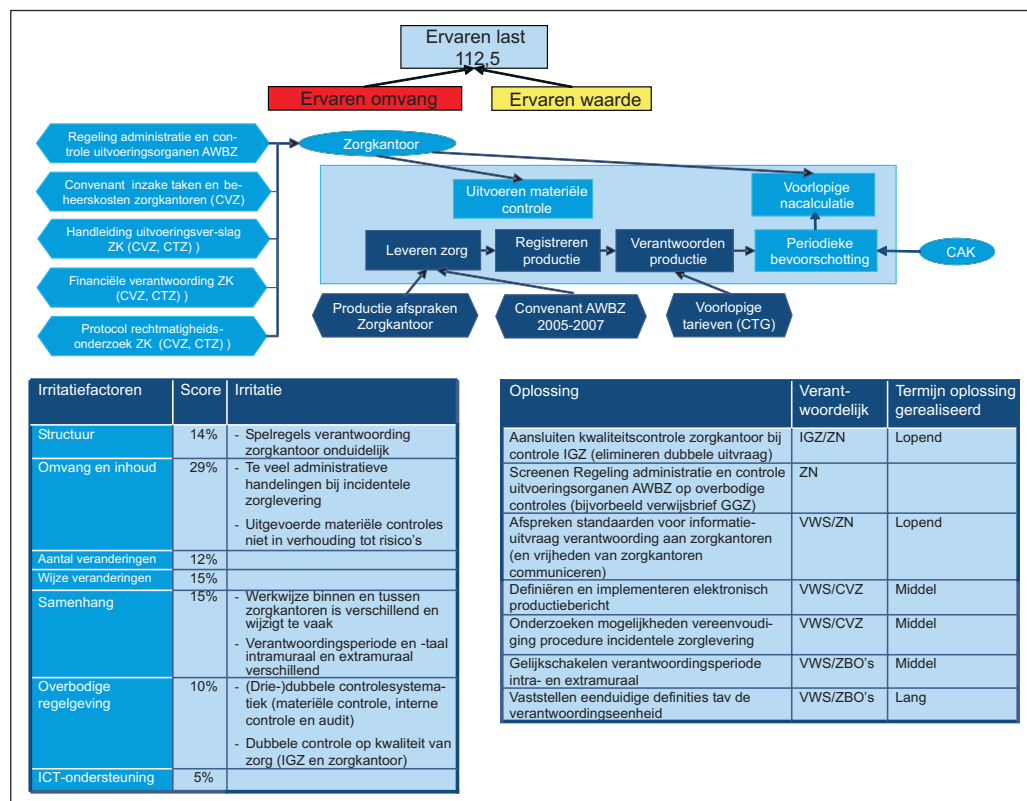 Ervaren last
112,5
Ervaren omvang
Ervaren waarde
Regeling administratie en con-
trole uitvoeringsorganen AWBZ
Convenant inzake taken en be-
heerskosten zorgkantoren (CVZ)
Handleiding uitvoeringsver-slag
ZK (CVZ, CTZ) )
Financiële verantwoording ZK
(CVZ, CTZ) )
Protocol rechtmatigheids-
onderzoek ZK (CVZ, CTZ) )
Zorgkantoor
Uitvoeren materiële
controle
Voorlopige
nacalculatie
Leveren zorg
Registreren
productie
Verantwoorden
productie
Periodieke
bevoorschotting
CAK
Productie afspraken
Zorgkantoor
Convenant AWBZ
2005-2007
Voorlopige
tarieven (CTG)
Irritatiefactoren Score Irritatie
Structuur 14% - Spelregels verantwoording
zorgkantoor onduidelijk
Omvang en inhoud 29% - Te veel administratieve
handelingen bij incidentele
zorglevering
- Uitgevoerde materiële controles
niet in verhouding tot risico's
Aantal veranderingen 12%
Wijze veranderingen 15%
Samenhang 15% - Werkwijze binnen en tussen
zorgkantoren is verschillend en
wijzigt te vaak
- Verantwoordingsperiode en -taal
intramuraal en extramuraal
verschillend
Overbodige 10% - (Drie-)dubbele controlesystema-
regelgeving tiek (materiële controle, interne
controle en audit)
- Dubbele controle op kwaliteit van
zorg (IGZ en zorgkantoor)
ICT-ondersteuning 5%
Oplossing Verant- Termijn oplossing
woordelijk gerealiseerd
Aansluiten kwaliteitscontrole zorgkantoor bij IGZ/ZN Lopend
controle IGZ (elimineren dubbele uitvraag)
Screenen Regeling administratie en controle ZN
uitvoeringsorganen AWBZ op overbodige
controles (bijvorbeeld verwijsbrief GGZ)
Afspreken standaarden voor informatie- VWS/ZN Lopend
uitvraag verantwoording aan zorgkantoren
(en vrijheden van zorgkantoren
communiceren)
Definiëren en implementeren elektronisch VWS/CVZ Middel
productiebericht
Onderzoeken mogelijkheden vereenvou- VWS/CVZ Middel
diging procedure incidentele zorglevering
Gelijkschakelen verantwoordingsperiode VWS/ZBO's Middel
intra- en extramuraal
Vaststellen eenduidige definities tav de VWS/ZBO's Lang
verantwoordingseenheid